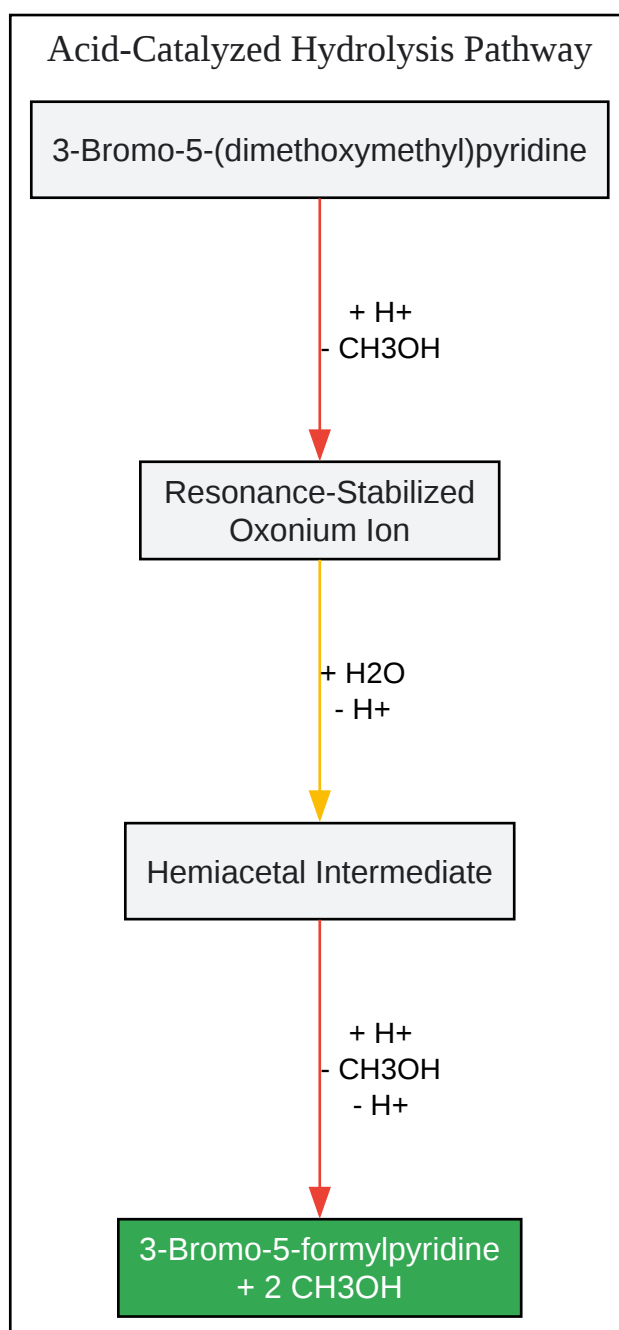 Acid-Catalyzed Hydrolysis Pathway
3-Bromo-5-(dimethoxymethyl)pyridine
+ H+
- CH3OH
Resonance-Stabilized
Oxonium Ion
+ H2O
- H+
Hemiacetal Intermediate
+ H+
- CH3OH
- H+
3-Bromo-5-formylpyridine
+ 2 CH3OH